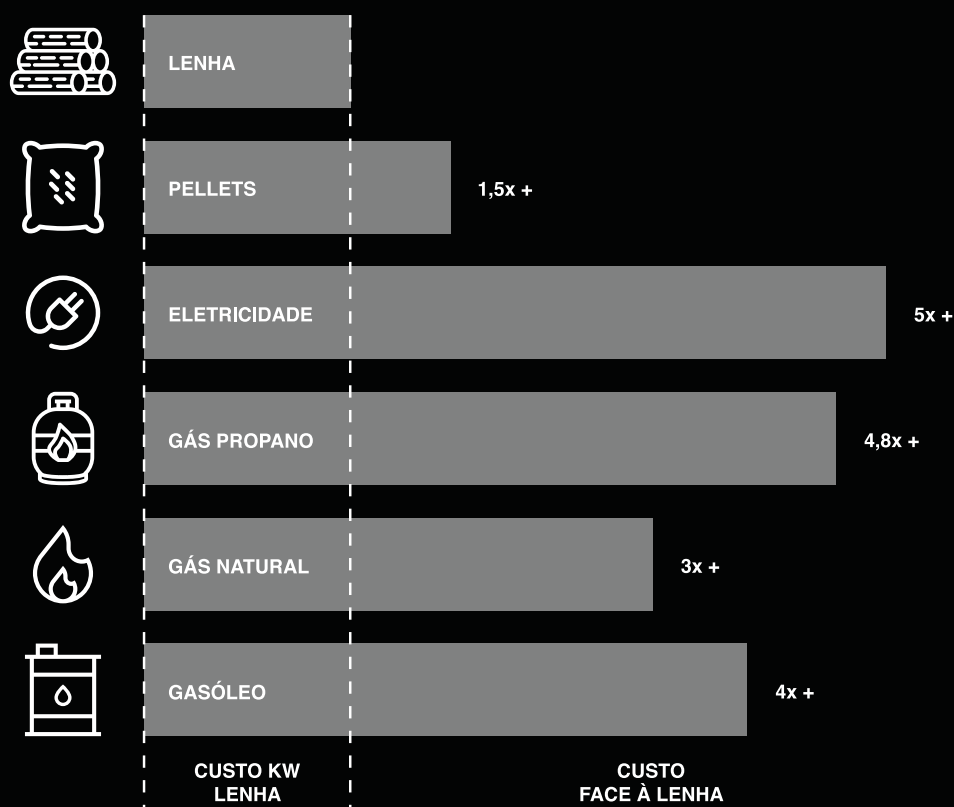 LENHA
PELLETS
1,5x +
ELETRICIDADE
5x +
GÁS PROPANO
4,8x +
GÁS NATURAL
3x +
GASÓLEO
4x +
CUSTO KW
LENHA
CUSTO
FACE À LENHA